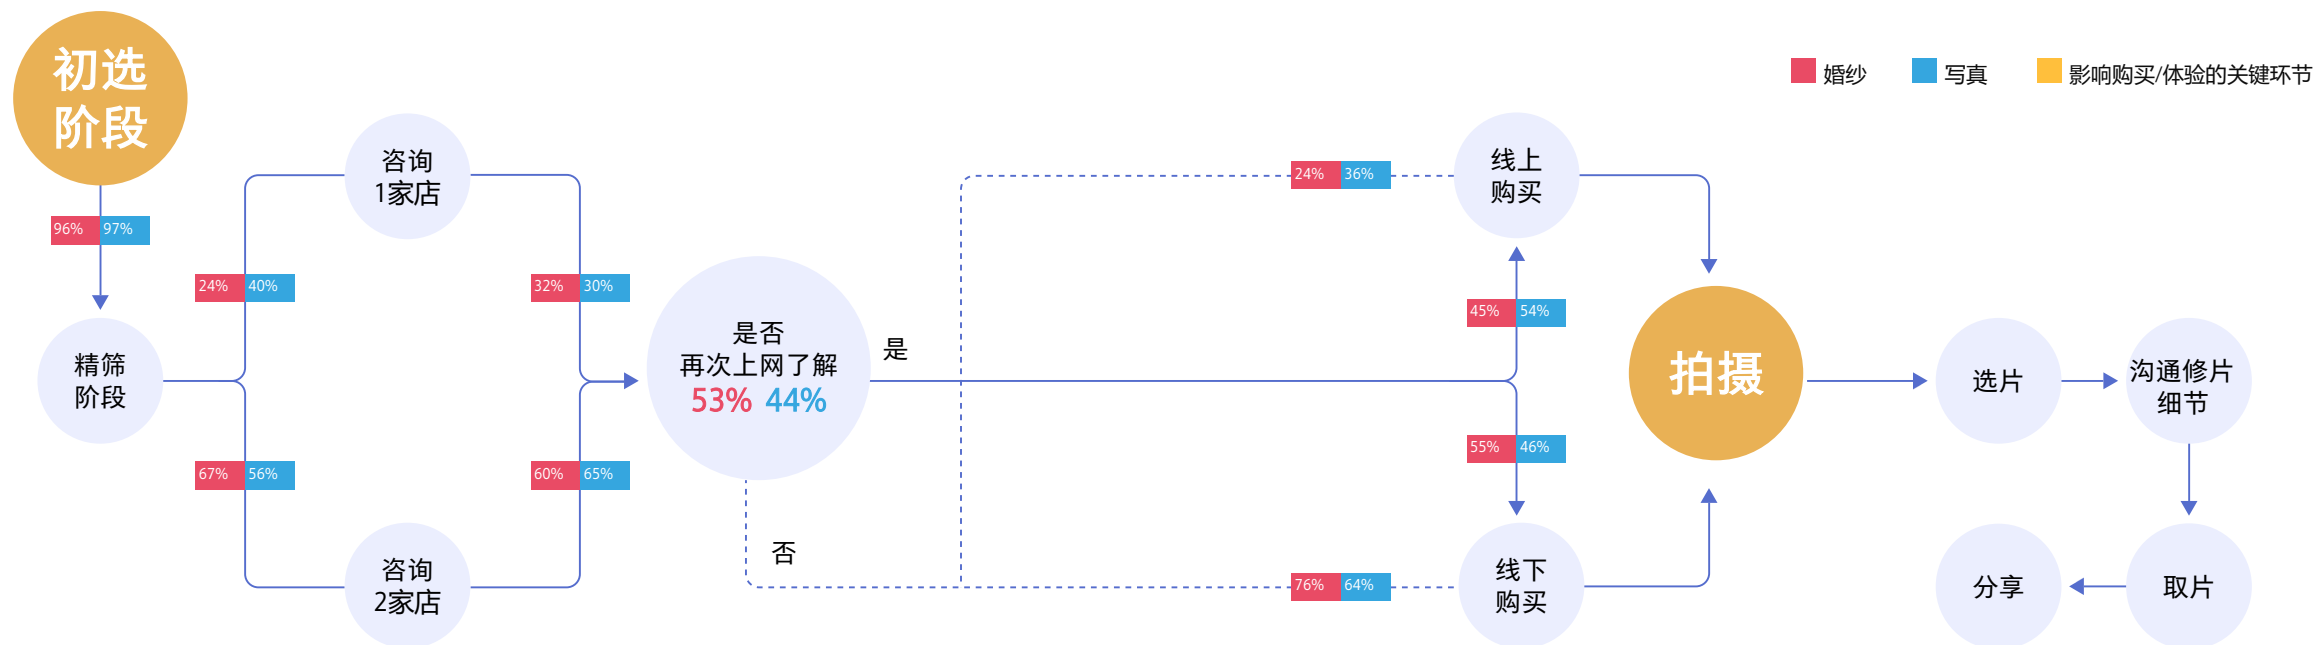 初选
阶段
婚纱
写真
影响购买/体验的关键环节
96% 97%
精筛
阶段
24% 40%
67% 56%
咨询
1家店
咨询
2家店
32% 30%
60% 65%
是否
再次上网了解
53% 44%
是
否
24% 36%
76% 64%
线上
购买
45% 54%
55% 46%
线下
购买
拍摄
选片
沟通修片
细节
取片
分享